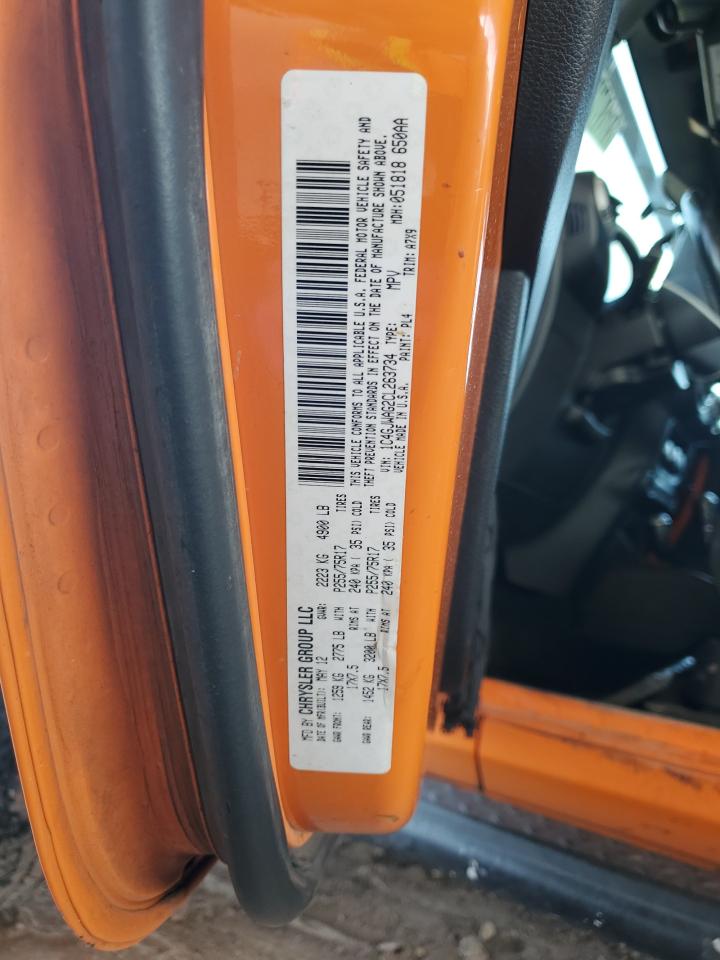 MFD BY CHRYSLER GROUP LLC
DATE OF MFR(BUILT): MAY 12 GVWR: 2223 KG 4900 LB
GAWR FRONT: 1259 KG 2775 LB WITH P255/75R17 TIRES
17X7.5 RIMS AT 240 KPA ( 35 PSI) COLD
GAWR REAR: 1452 KG 3200 LB WITH P255/75R17 TIRES
17X7.5 RIMS AT 240 KPA ( 35 PSI) COLD
THIS VEHICLE CONFORMS TO ALL APPLICABLE U.S.A. FEDERAL MOTOR VEHICLE SAFETY AND
THEFT PREVENTION STANDARDS IN EFFECT ON THE DATE OF MANUFACTURE SHOWN ABOVE.
VIN: 1C4GJWAG2CL263734 TYPE: MPV MDH:051818 650AA
VEHICLE MADE IN U.S.A. PAINT: PL4 TRIM: A7X9